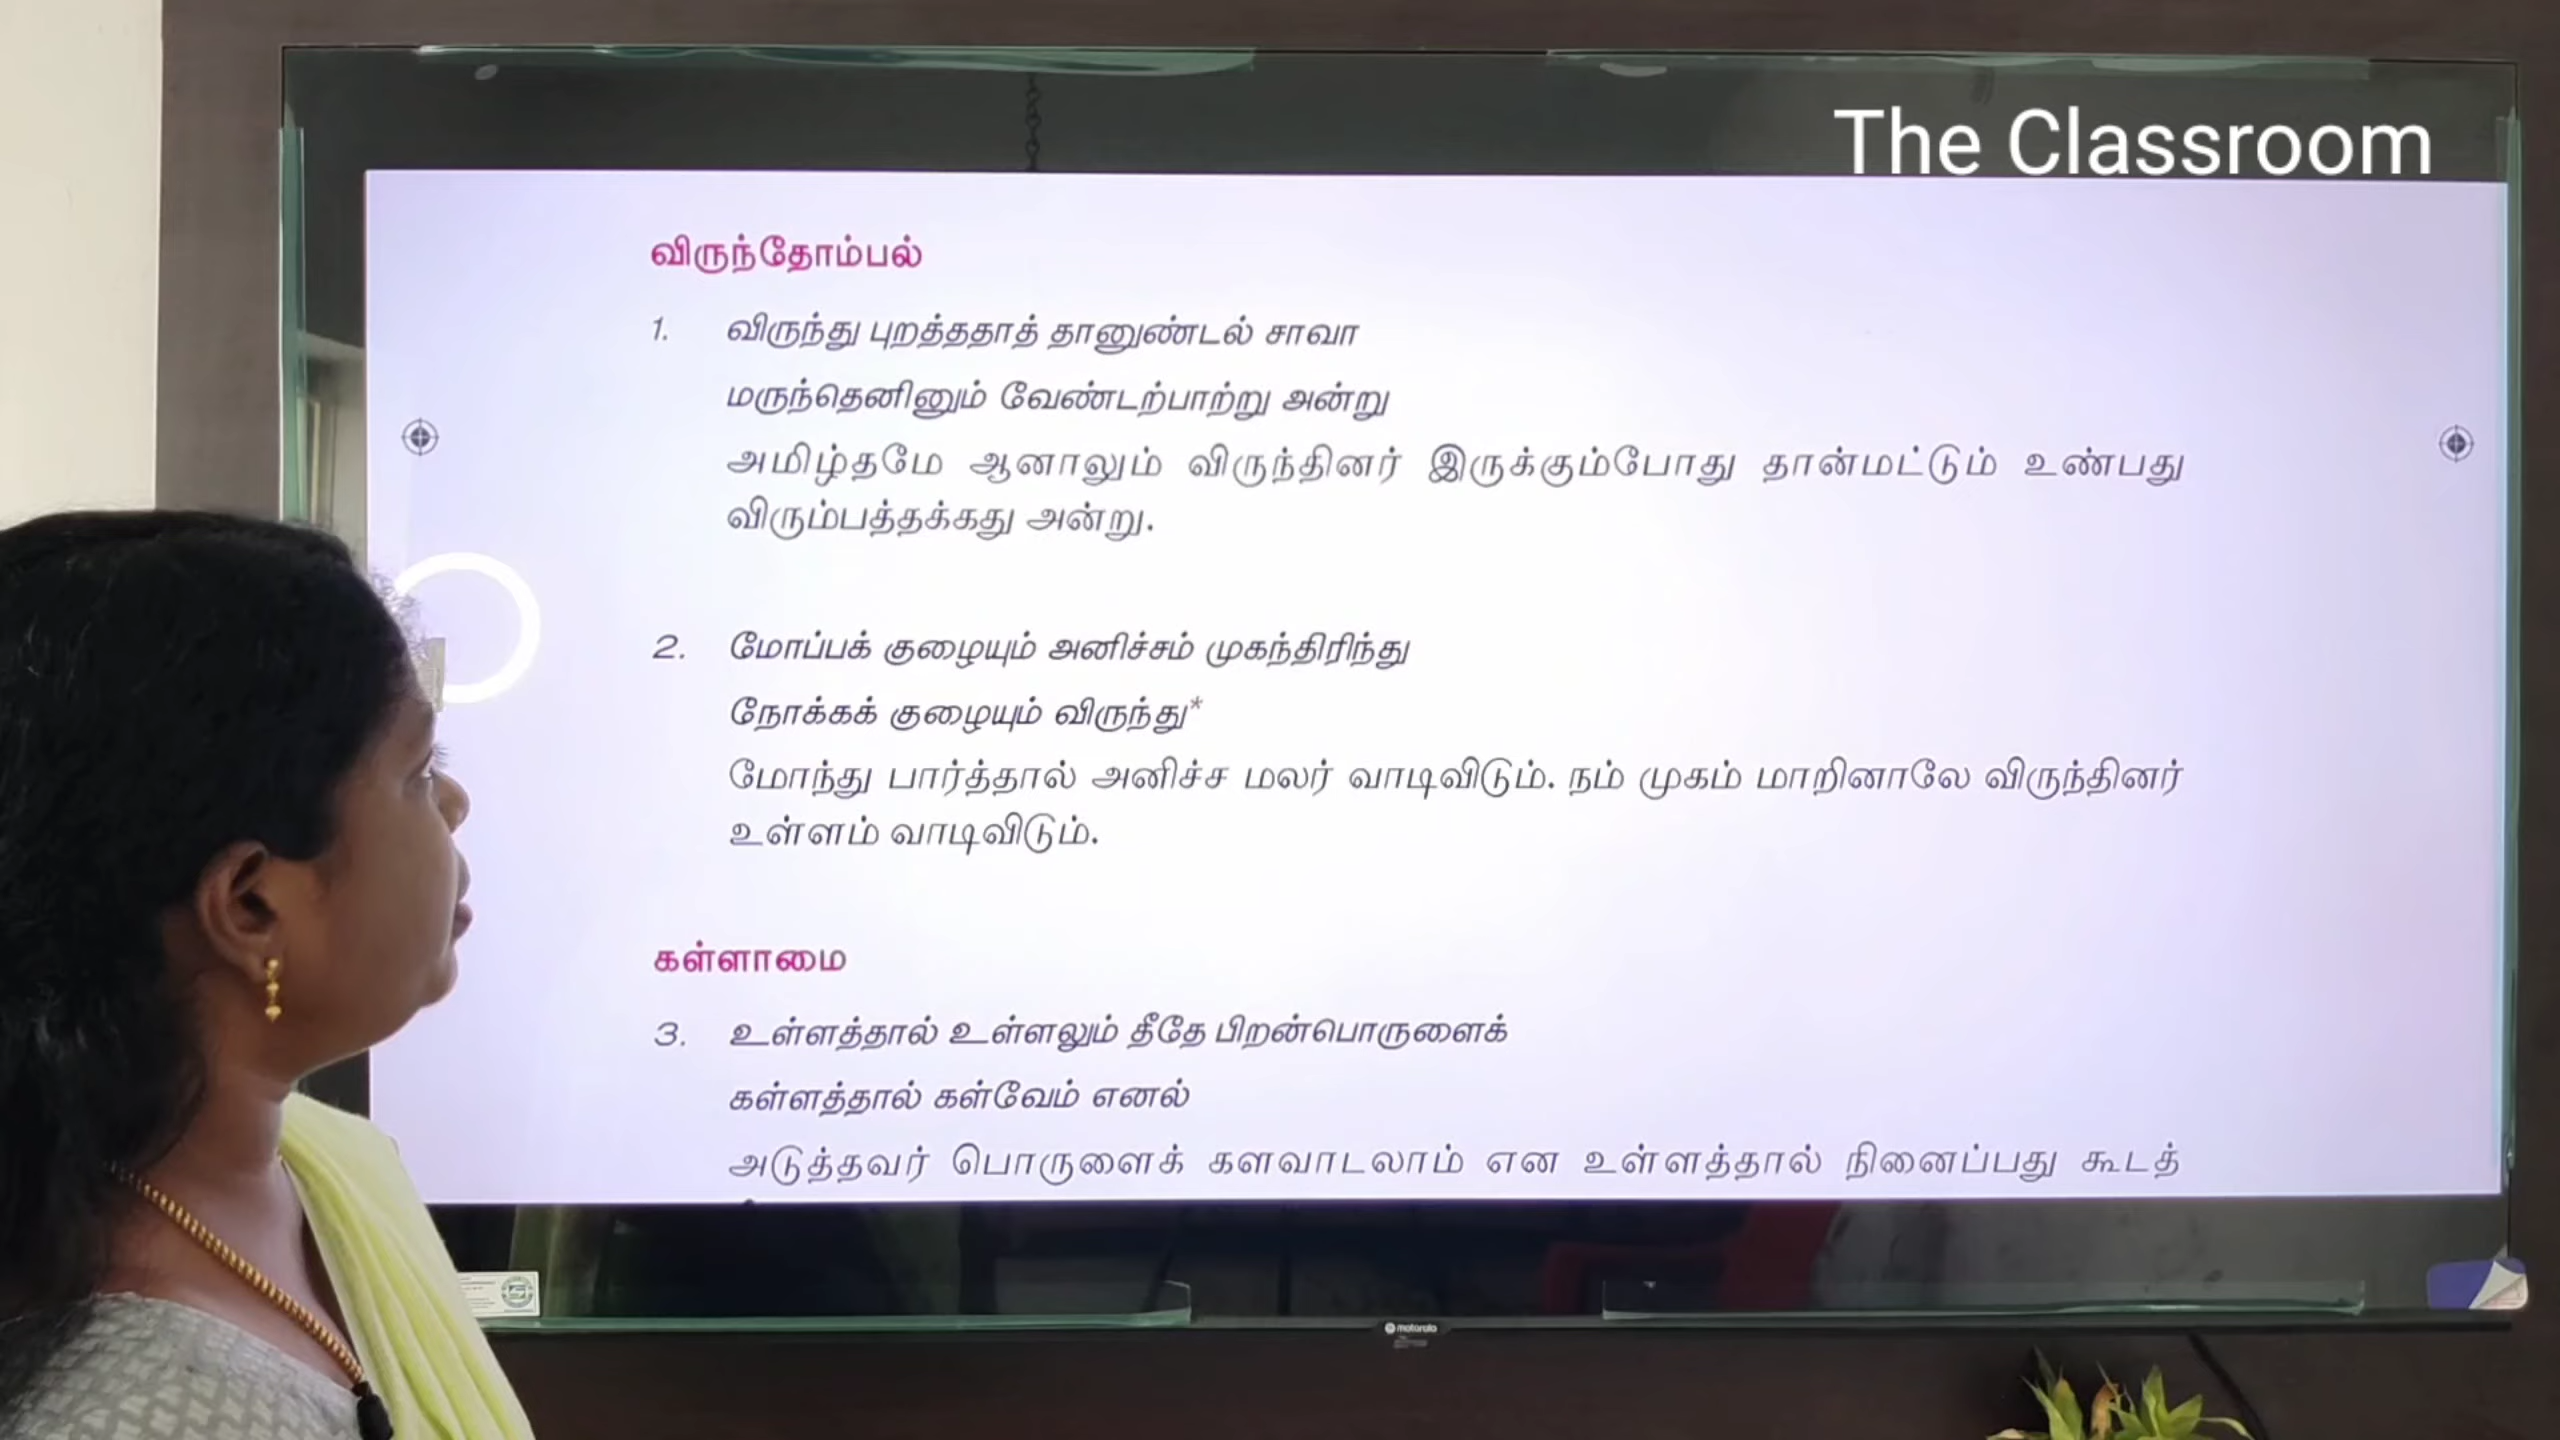 The Classroom
விருந்தோம்பல்
1. விருந்து புறத்ததாத் தானுண்டல் சாவா
மருந்தெனினும் வேண்டற்பாற்று அன்று
அமிழ்தமே ஆனாலும் விருந்தினர் இருக்கும்போது தான்மட்டும் உண்பது
விரும்பத்தக்கது அன்று.
2. மோப்பக் குழையும் அனிச்சம் முகந்திரிந்து
நோக்கக் குழையும் விருந்து*
மோந்து பார்த்தால் அனிச்ச மலர் வாடிவிடும். நம் முகம் மாறினாலே விருந்தினர்
உள்ளம் வாடிவிடும்.
கள்ளாமை
3. உள்ளத்தால் உள்ளலும் தீதே பிறன்பொருளைக்
கள்ளத்தால் கள்வேம் எனல்
அடுத்தவர் பொருளைக் களவாடலாம் என உள்ளத்தால் நினைப்பது கூடத்
motorola